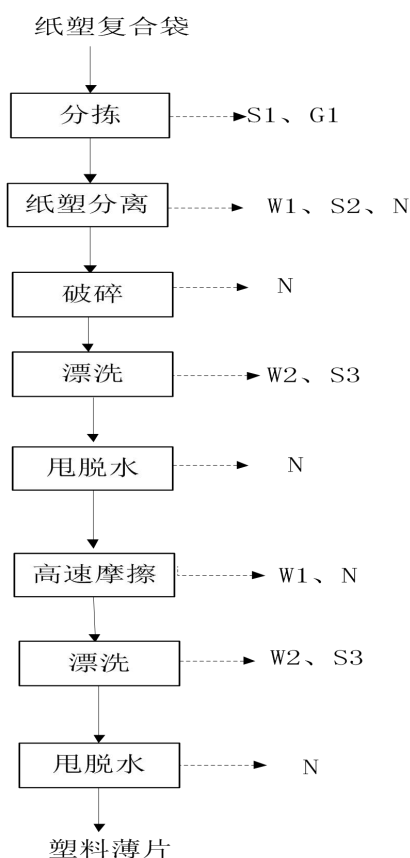 纸塑复合袋
分拣
S1、G1
纸塑分离
W1、S2、N
破碎
N
漂洗
W2、S3
甩脱水
N
高速摩擦
W1、N
漂洗
W2、S3
甩脱水
N
塑料薄片